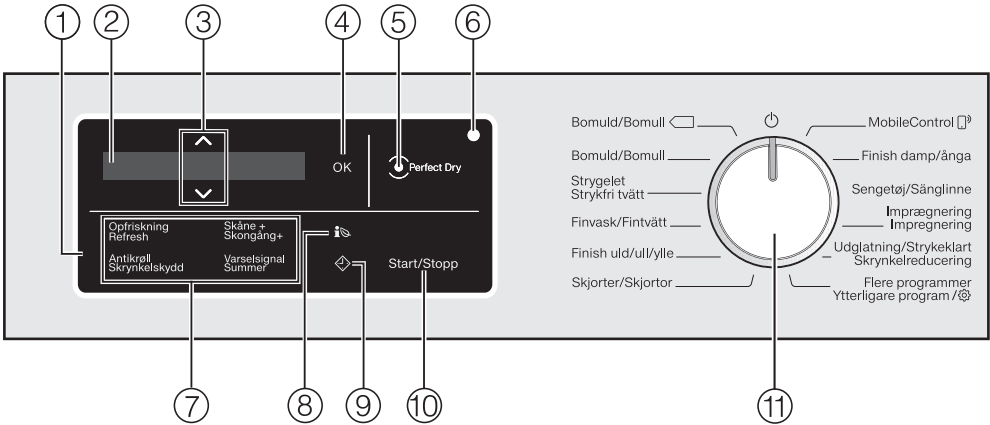 ① ② ③ ④ ⑤ ⑥
OK
Perfect Dry
Opfriskning
Refresh
Skåne +
Skongång+
Antikrøll
Skrynkelskydd
Varselsignal
Summer
Start/Stopp
Bomuld/Bomull
Bomuld/Bomull
Strygelet
Strykfri tvätt
Finvask/Fintvätt
Finish uld/ull/ylle
Skjorter/Skjortor
MobileControl
Finish damp/ånga
Sengetøj/Sänglinne
Imprægnering
Impregnering
Udglatning/Strykeklart
Skrynkelreducering
Flere programmer
Ytterligare program/
⑦ ⑧ ⑨ ⑩ ⑪